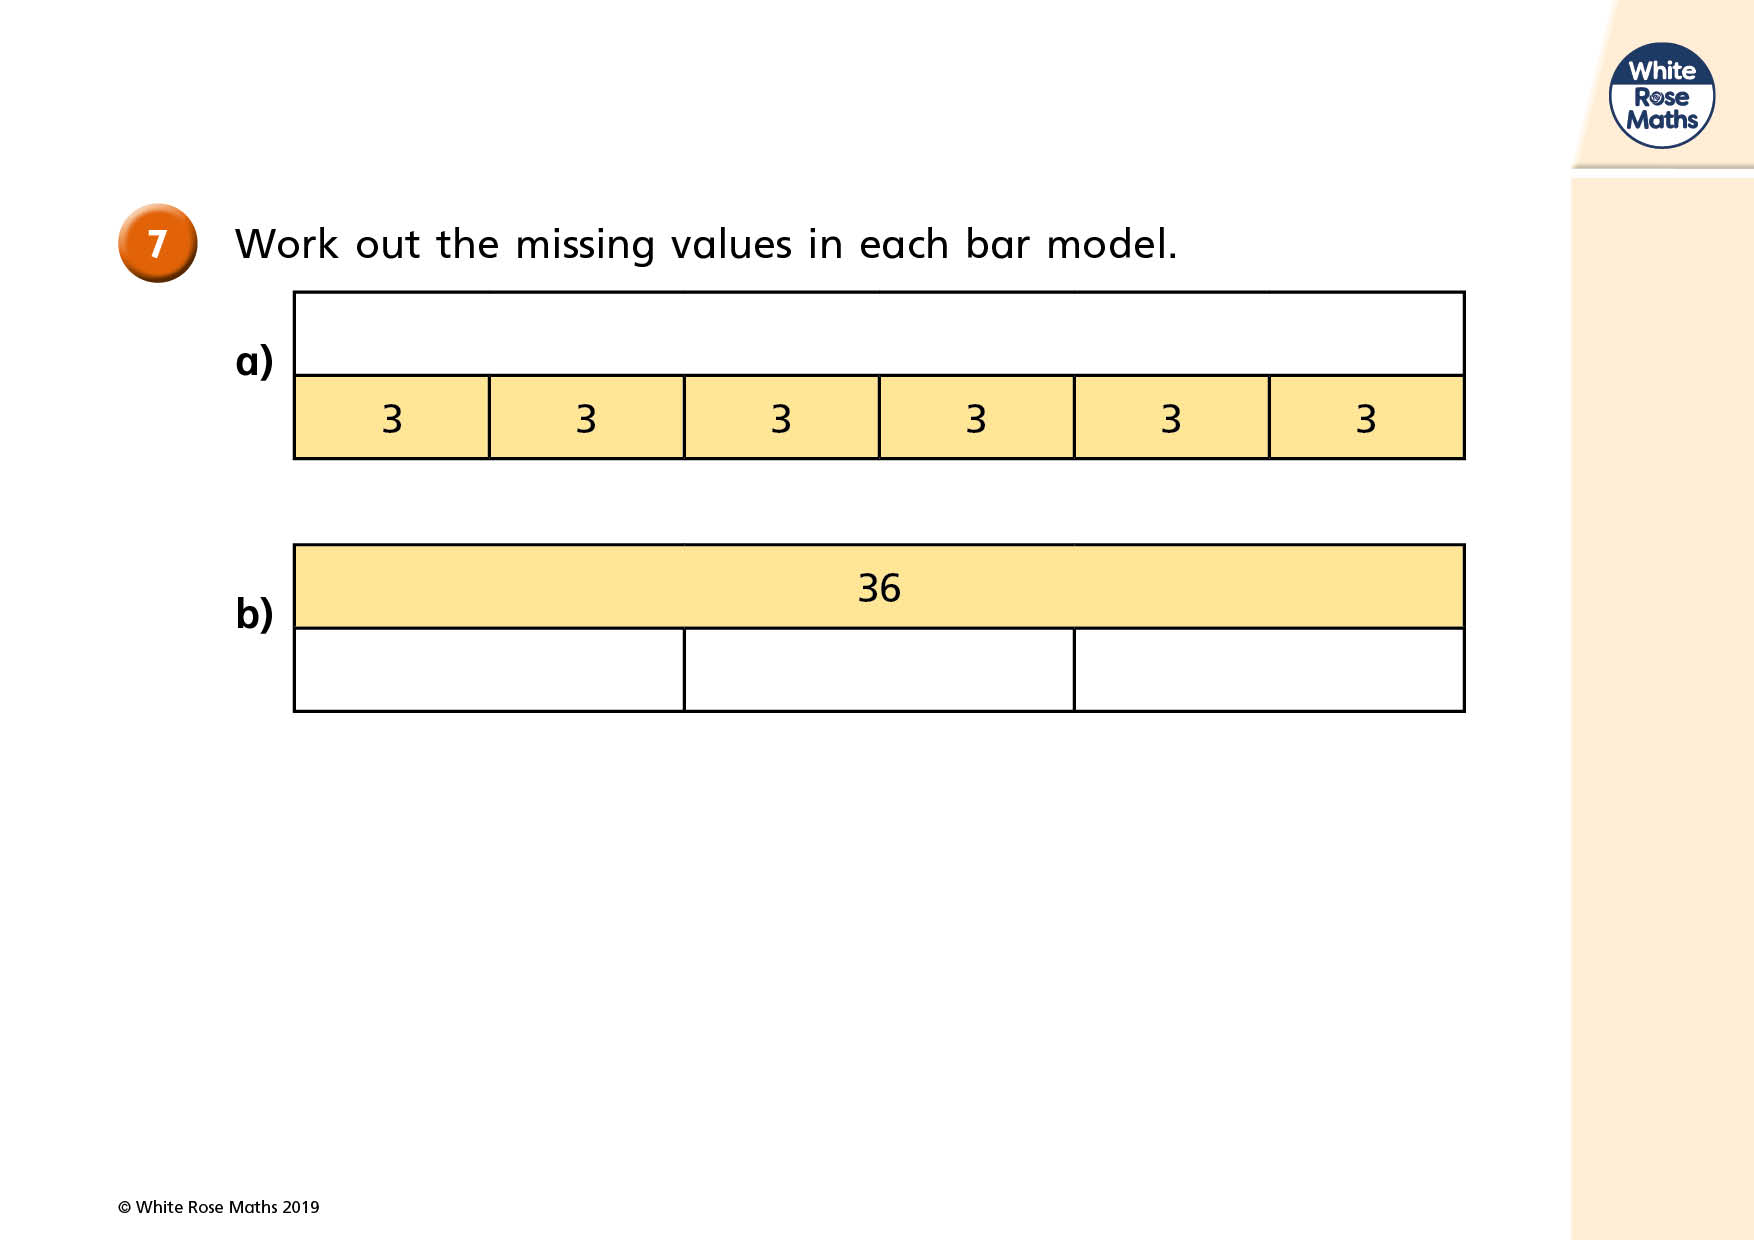 White
Rose
Maths
7 Work out the missing values in each bar model.
a)
3 3 3 3 3 3
b)
36
© White Rose Maths 2019